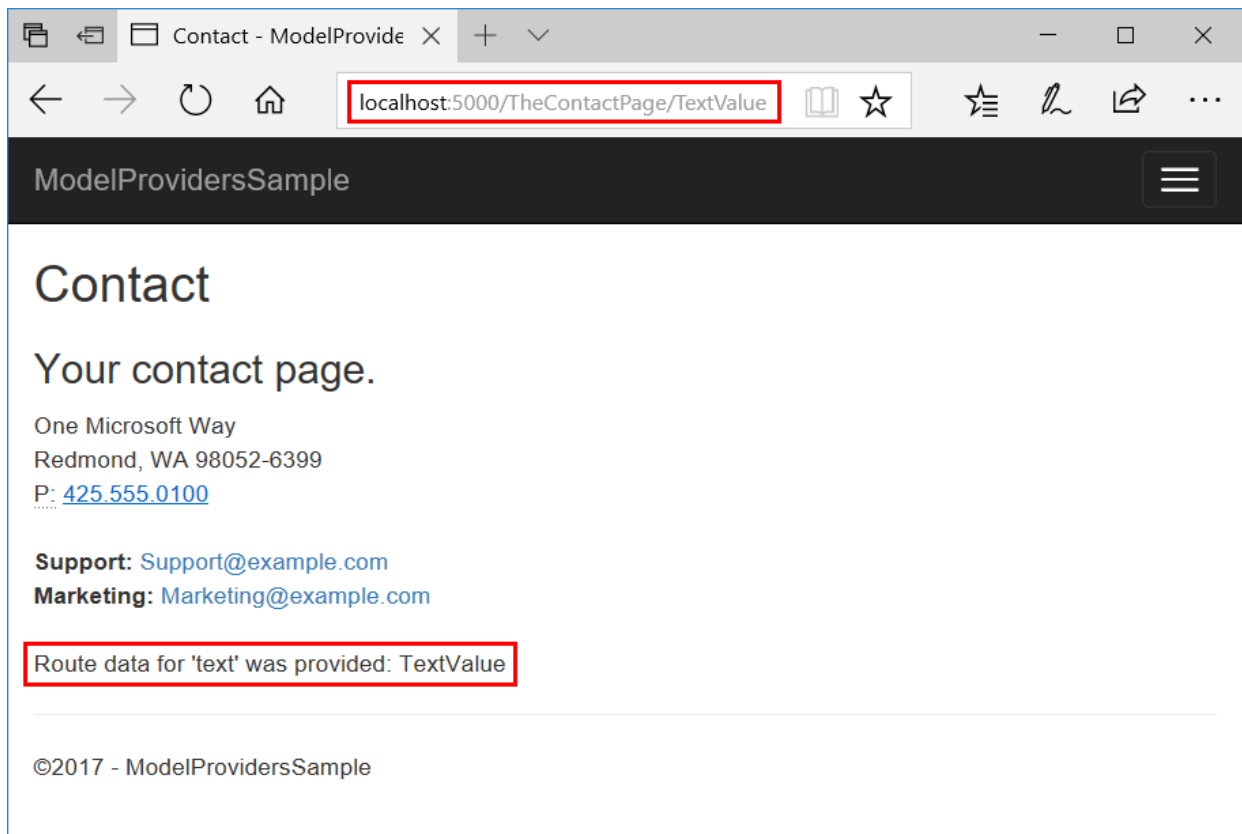 Contact - ModelProvide
localhost:5000/TheContactPage/TextValue
ModelProvidersSample
Contact
Your contact page.
One Microsoft Way
Redmond, WA 98052-6399
P: 425.555.0100
Support: Support@example.com
Marketing: Marketing@example.com
Route data for 'text' was provided: TextValue
©2017 - ModelProvidersSample